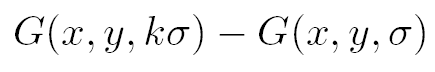 G(x, y, kσ) − G(x, y, σ)